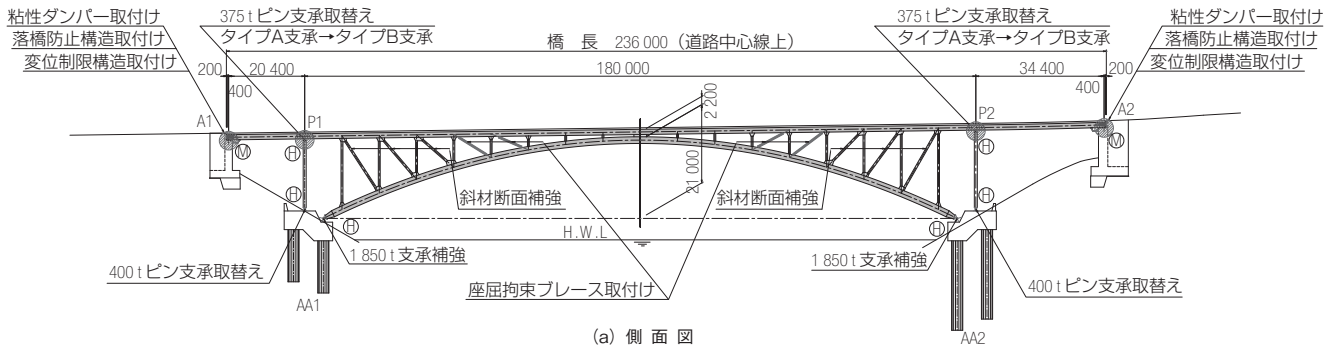 粘性ダンパー取付け
落橋防止構造取付け
変位制限構造取付け
375 t ピン支承取替え
タイプA支承→タイプB支承
橋 長 236 000（道路中心線上）
375 t ピン支承取替え
タイプA支承→タイプB支承
粘性ダンパー取付け
落橋防止構造取付け
変位制限構造取付け
200 20 400 180 000 34 400 200
400 400
2 200
A1 P1 P2 A2
M H H M
21 000
斜材断面補強 斜材断面補強
H H
H H
H.W.L
1 850 t 支承補強 1 850 t 支承補強
400 t ピン支承取替え 座屈拘束ブレース取付け 400 t ピン支承取替え
AA1 AA2
(a) 側 面 図